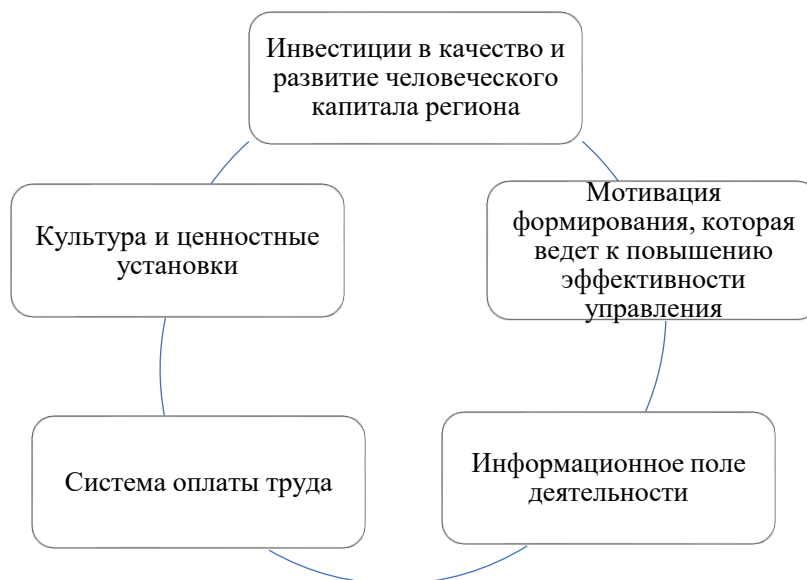 Инвестиции в качество и
развитие человеческого
капитала региона
Мотивация
формирования, которая
ведет к повышению
эффективности
управления
Информационное поле
деятельности
Система оплаты труда
Культура и ценностные
установки